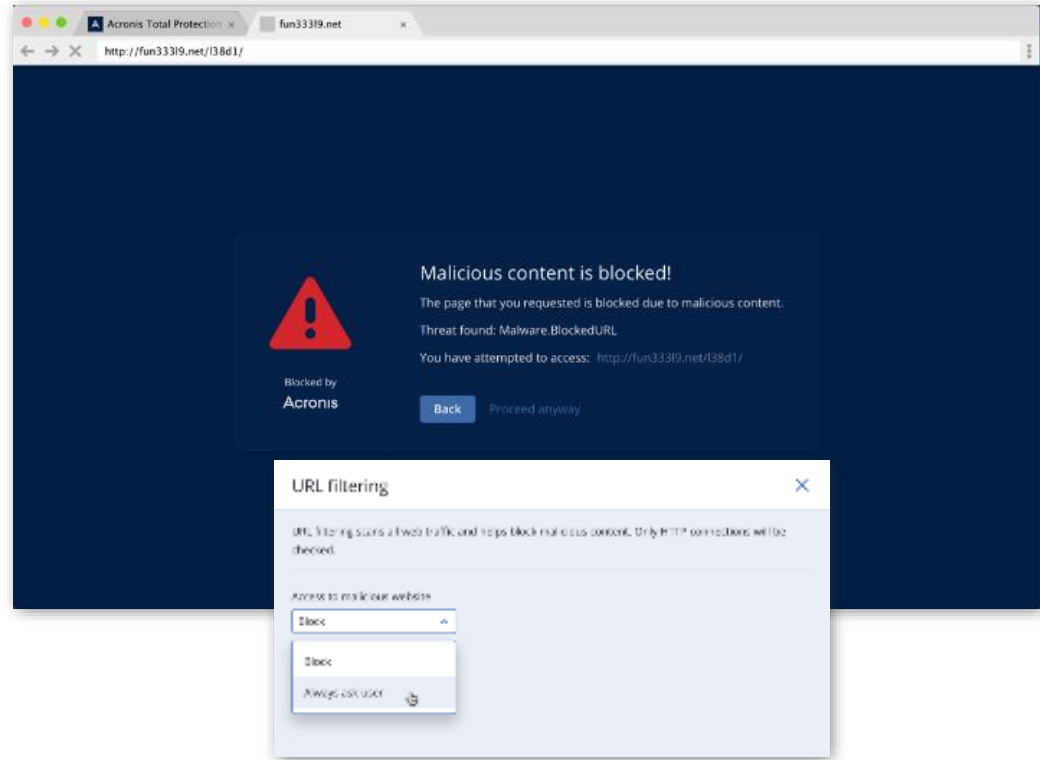 Acronis Total Protection
fun333l9.net
http://fun333l9.net/l38d1/
Malicious content is blocked!
The page that you requested is blocked due to malicious content.
Threat found: Malware.BlockedURL
You have attempted to access: http://fun333l9.net/l38d1/
Blocked by
Acronis
Back Proceed anyway
URL filtering
URL filtering scans all web traffic and helps block malicious content. Only HTTP connections will be
checked.
Access to malicious website
Block
Block
Always ask user